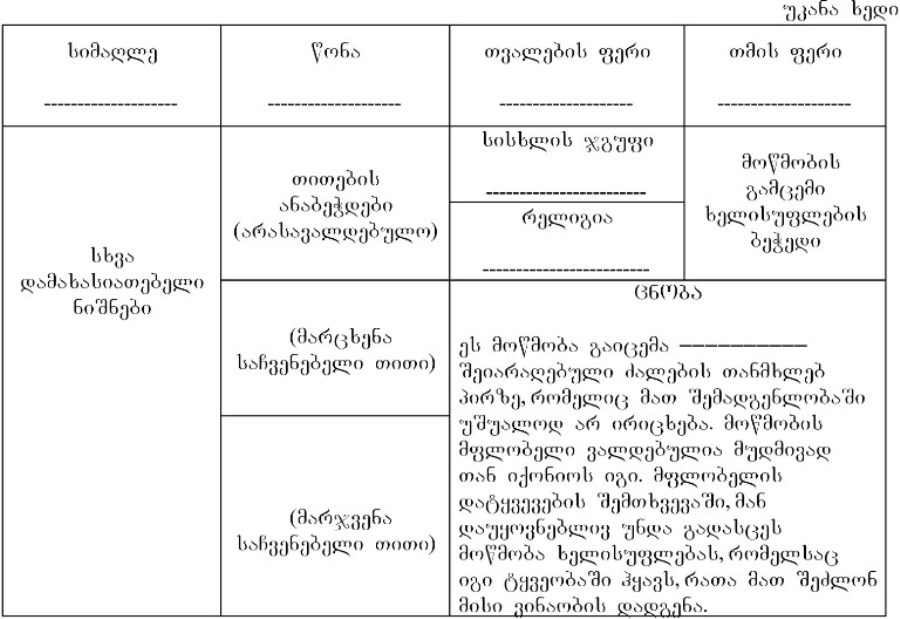 უკანა ხედი
სიმაღლე
--------------------
წონა
--------------------
თვალების ფერი
--------------------
თმის ფერი
--------------------
სხვა
დამახასიათებელი
ნიშნები
თითების
ანაბეჭდები
(არასავალდებულო)
სისხლის ჯგუფი
------------------------
რელიგია
-------------------------
მოწმობის
გამცემი
ხელისუფლების
ბეჭედი
(მარცხენა
საჩვენებელი თითი)
(მარჯვენა
საჩვენებელი თითი)
ცნობა
ეს მოწმობა გაიცემა ——————————
შეიარაღებული ძალების თანმხლებ
პირზე, რომელიც მათ შემადგენლობაში
უშუალოდ არ ირიცხება. მოწმობის
მფლობელი ვალდებულია მუდმივად
თან იქონიოს იგი. მფლობელის
დატყვევების შემთხვევაში, მან
დაუყოვნებლივ უნდა გადასცეს
მოწმობა ხელისუფლებას, რომელსაც
იგი ტყვეობაში ჰყავს, რათა მათ შეძლონ
მისი ვინაობის დადგენა.